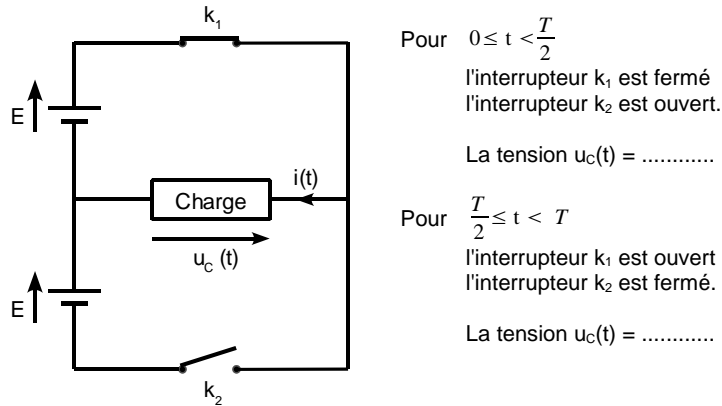 k₁
E
Charge
i(t)
u_C (t)
E
k₂
Pour 0 ≤ t < T/2
l'interrupteur k₁ est fermé
l'interrupteur k₂ est ouvert.
La tension u_C(t) = ............
Pour T/2 ≤ t < T
l'interrupteur k₁ est ouvert
l'interrupteur k₂ est fermé.
La tension u_C(t) = ............